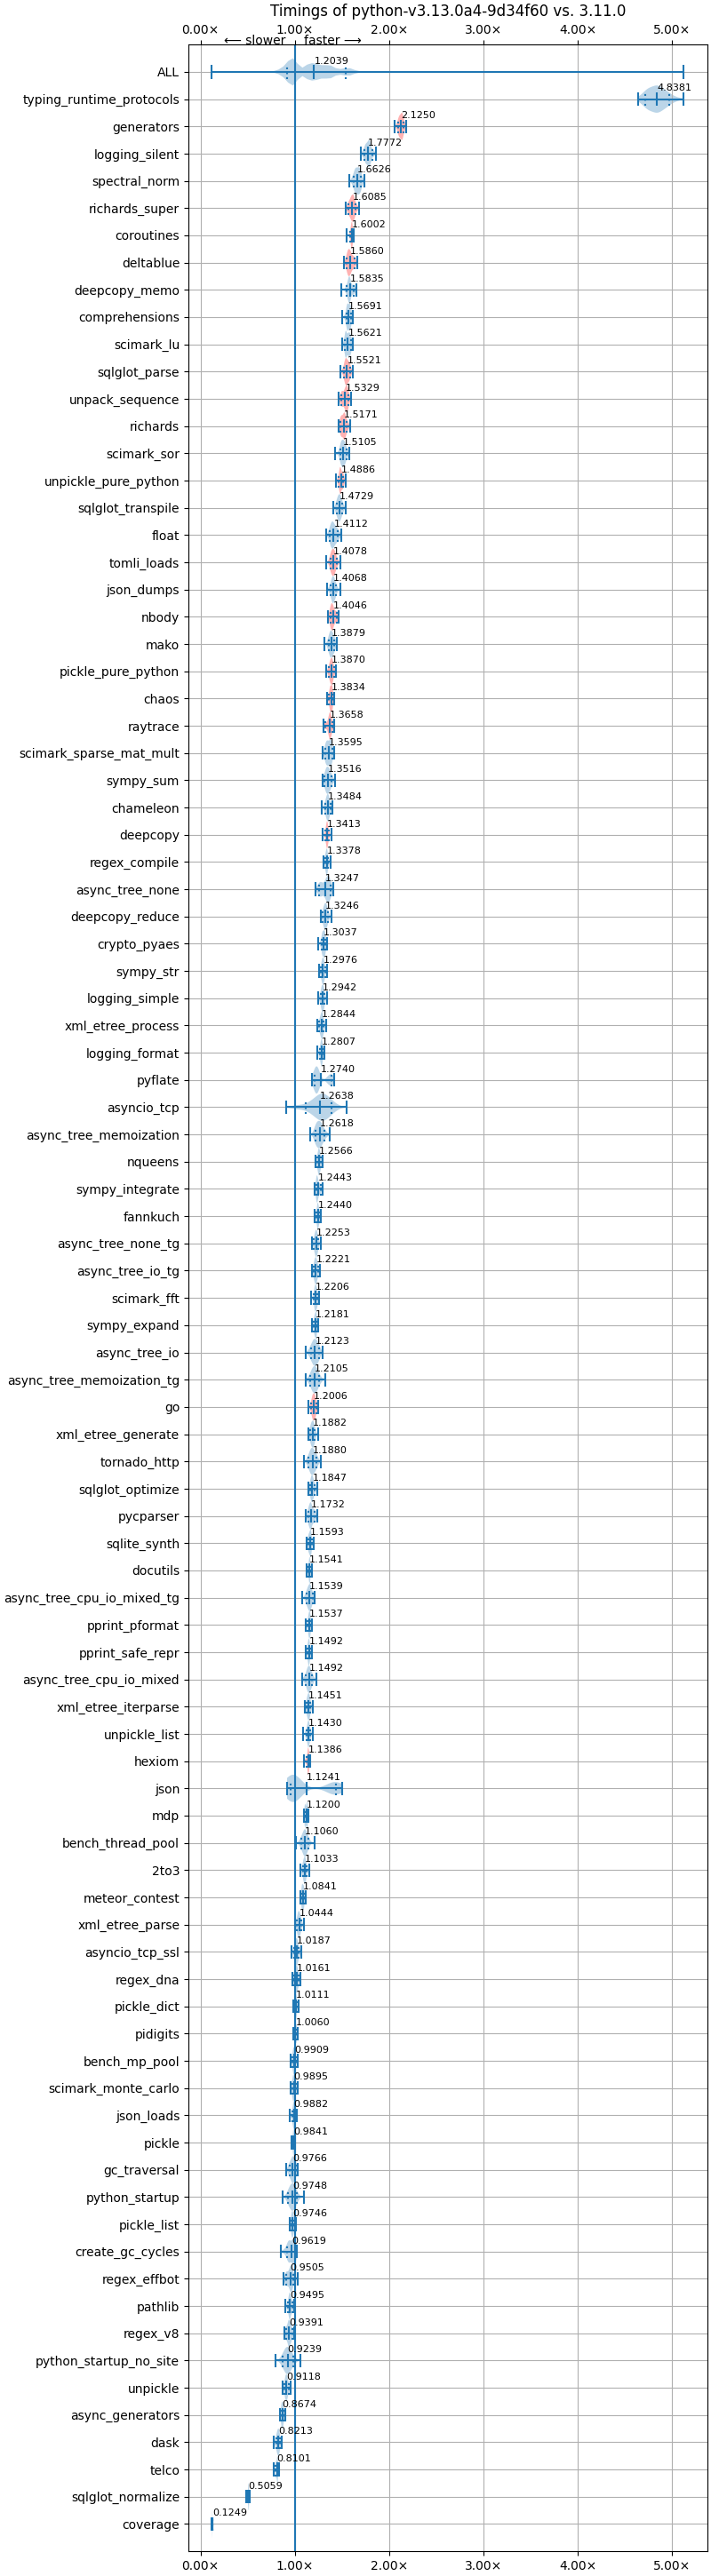 Timings of python-v3.13.0a4-9d34f60 vs. 3.11.0
0.00× 1.00× 2.00× 3.00× 4.00× 5.00×
⟵ slower faster ⟶
ALL 1.2039
typing_runtime_protocols 4.8381
generators 2.1250
logging_silent 1.7772
spectral_norm 1.6626
richards_super 1.6085
coroutines 1.6002
deltablue 1.5860
deepcopy_memo 1.5835
comprehensions 1.5691
scimark_lu 1.5621
sqlglot_parse 1.5521
unpack_sequence 1.5329
richards 1.5171
scimark_sor 1.5105
unpickle_pure_python 1.4886
sqlglot_transpile 1.4729
float 1.4112
tomli_loads 1.4078
json_dumps 1.4068
nbody 1.4046
mako 1.3879
pickle_pure_python 1.3870
chaos 1.3834
raytrace 1.3658
scimark_sparse_mat_mult 1.3595
sympy_sum 1.3516
chameleon 1.3484
deepcopy 1.3413
regex_compile 1.3378
async_tree_none 1.3247
deepcopy_reduce 1.3246
crypto_pyaes 1.3037
sympy_str 1.2976
logging_simple 1.2942
xml_etree_process 1.2844
logging_format 1.2807
pyflate 1.2740
asyncio_tcp 1.2638
async_tree_memoization 1.2618
nqueens 1.2566
sympy_integrate 1.2443
fannkuch 1.2440
async_tree_none_tg 1.2253
async_tree_io_tg 1.2221
scimark_fft 1.2206
sympy_expand 1.2181
async_tree_io 1.2123
async_tree_memoization_tg 1.2105
go 1.2006
xml_etree_generate 1.1882
tornado_http 1.1880
sqlglot_optimize 1.1847
pycparser 1.1732
sqlite_synth 1.1593
docutils 1.1541
async_tree_cpu_io_mixed_tg 1.1539
pprint_pformat 1.1537
pprint_safe_repr 1.1492
async_tree_cpu_io_mixed 1.1492
xml_etree_iterparse 1.1451
unpickle_list 1.1430
hexiom 1.1386
json 1.1241
mdp 1.1200
bench_thread_pool 1.1060
2to3 1.1033
meteor_contest 1.0841
xml_etree_parse 1.0444
asyncio_tcp_ssl 1.0187
regex_dna 1.0161
pickle_dict 1.0111
pidigits 1.0060
bench_mp_pool 0.9909
scimark_monte_carlo 0.9895
json_loads 0.9882
pickle 0.9841
gc_traversal 0.9766
python_startup 0.9748
pickle_list 0.9746
create_gc_cycles 0.9619
regex_effbot 0.9505
pathlib 0.9495
regex_v8 0.9391
python_startup_no_site 0.9239
unpickle 0.9118
async_generators 0.8674
dask 0.8213
telco 0.8101
sqlglot_normalize 0.5059
coverage 0.1249
0.00× 1.00× 2.00× 3.00× 4.00× 5.00×